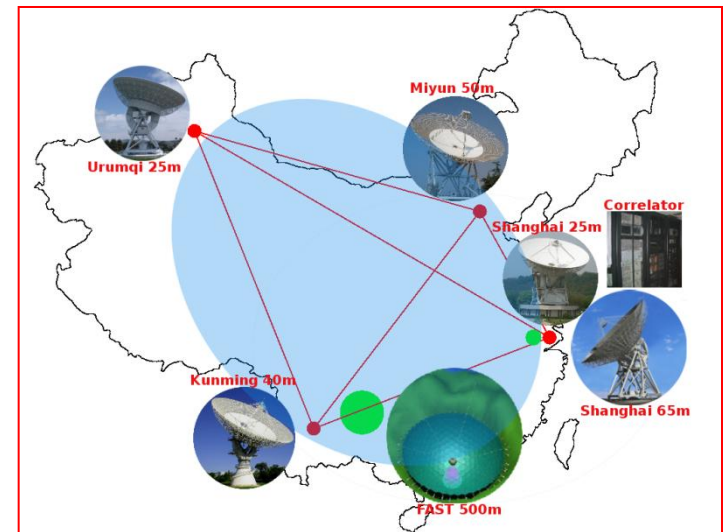 Miyun 50m
Urumqi 25m
Correlator
Shanghai 25m
Kunming 40m
Shanghai 65m
FAST 500m